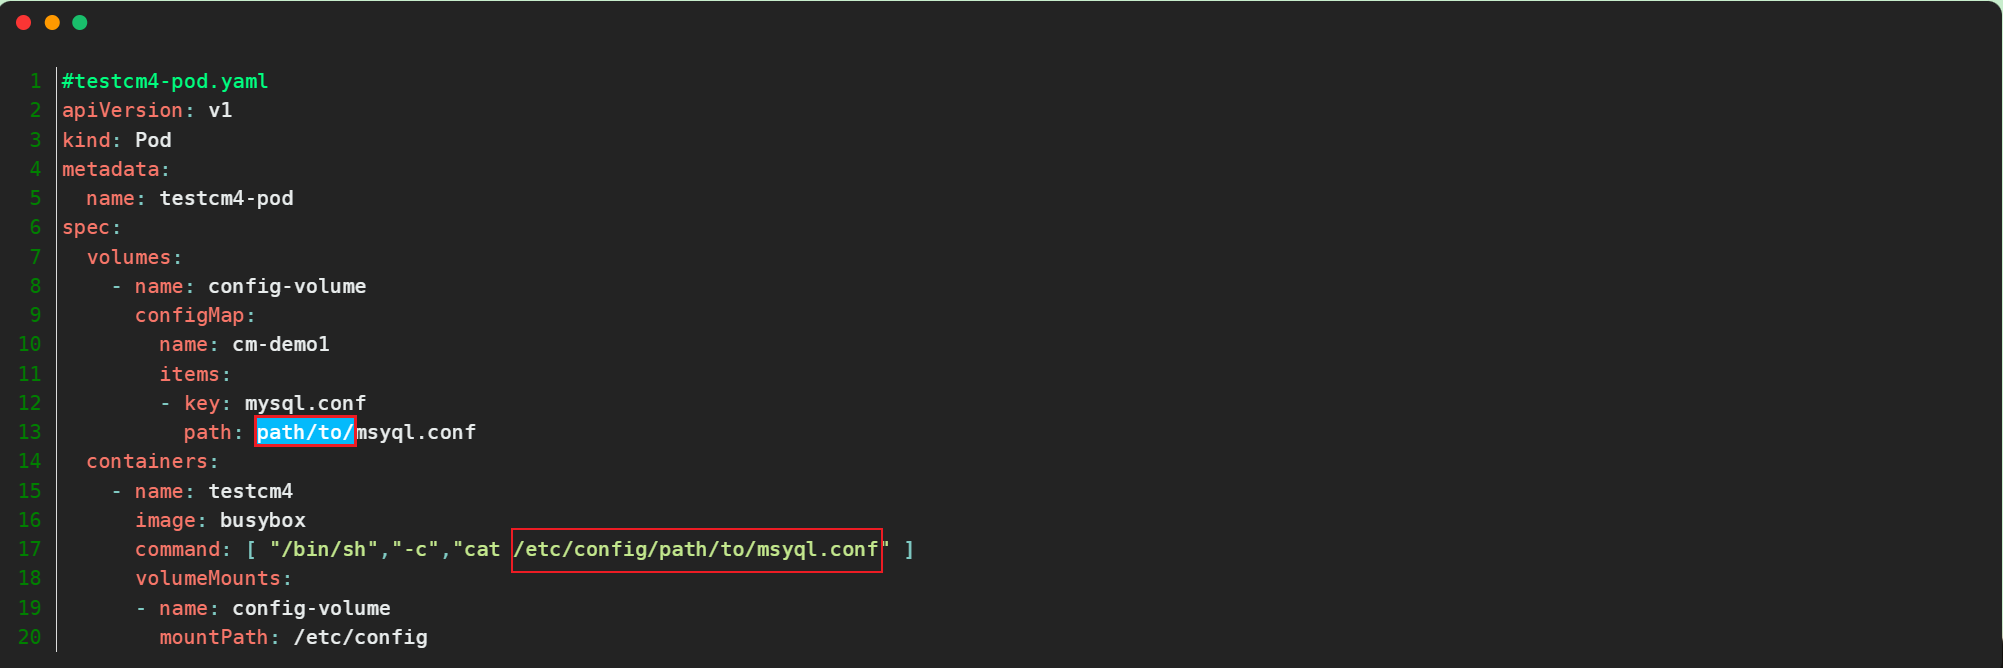 1 #testcm4-pod.yaml
2 apiVersion: v1
3 kind: Pod
4 metadata:
5   name: testcm4-pod
6 spec:
7   volumes:
8     - name: config-volume
9       configMap:
10         name: cm-demo1
11         items:
12         - key: mysql.conf
13           path: path/to/msyql.conf
14   containers:
15     - name: testcm4
16       image: busybox
17       command: [ "/bin/sh","-c","cat /etc/config/path/to/msyql.conf" ]
18       volumeMounts:
19       - name: config-volume
20         mountPath: /etc/config